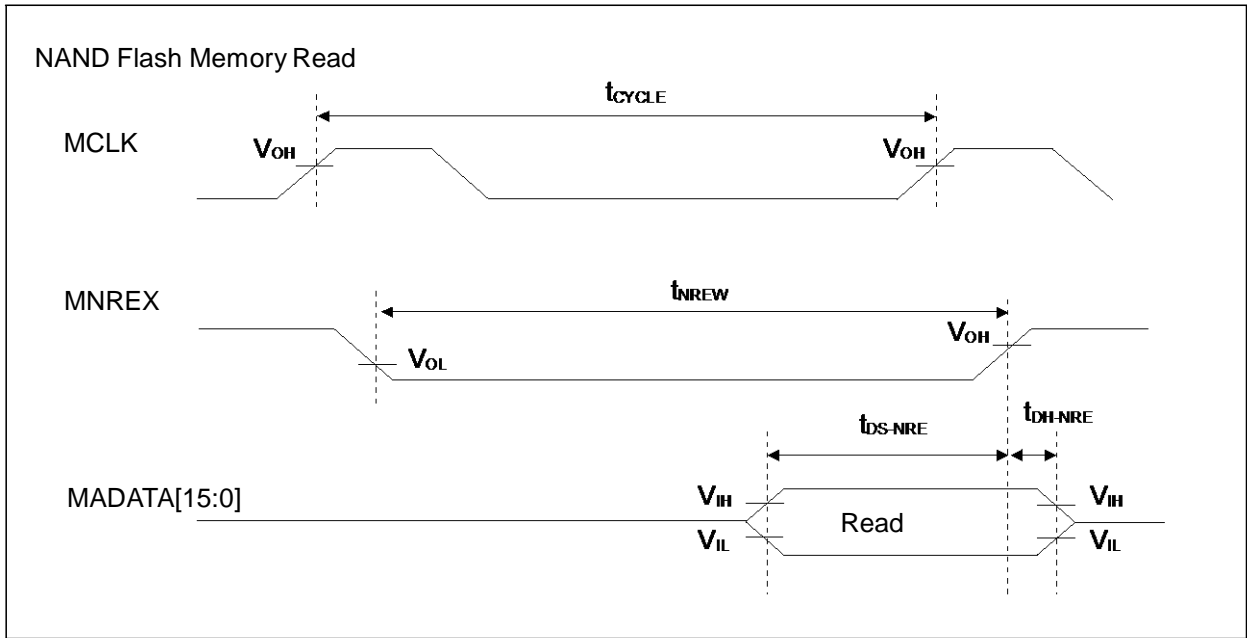 NAND Flash Memory Read
tCYCLE
MCLK
VOH
VOH
tNREW
MNREX
VOH
VOL
tDS-NRE
tDH-NRE
MADATA[15:0]
VIH
VIH
Read
VIL
VIL